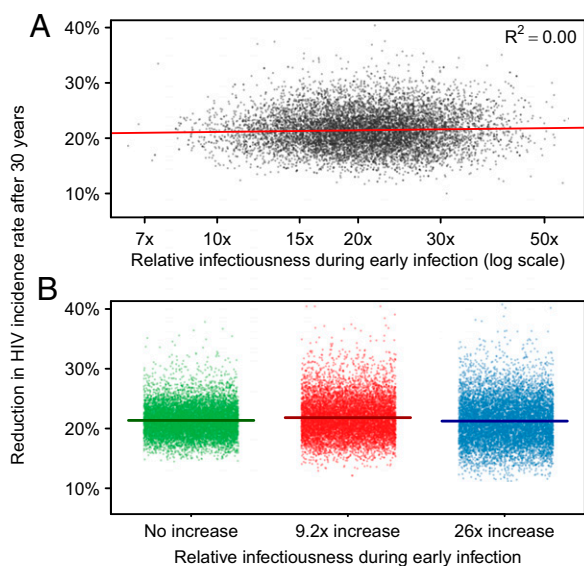 A
R² = 0.00
40%
30%
20%
10%
7x 10x 15x 20x 30x 50x
Relative infectiousness during early infection (log scale)
Reduction in HIV incidence rate after 30 years
B
40%
30%
20%
10%
No increase 9.2x increase 26x increase
Relative infectiousness during early infection